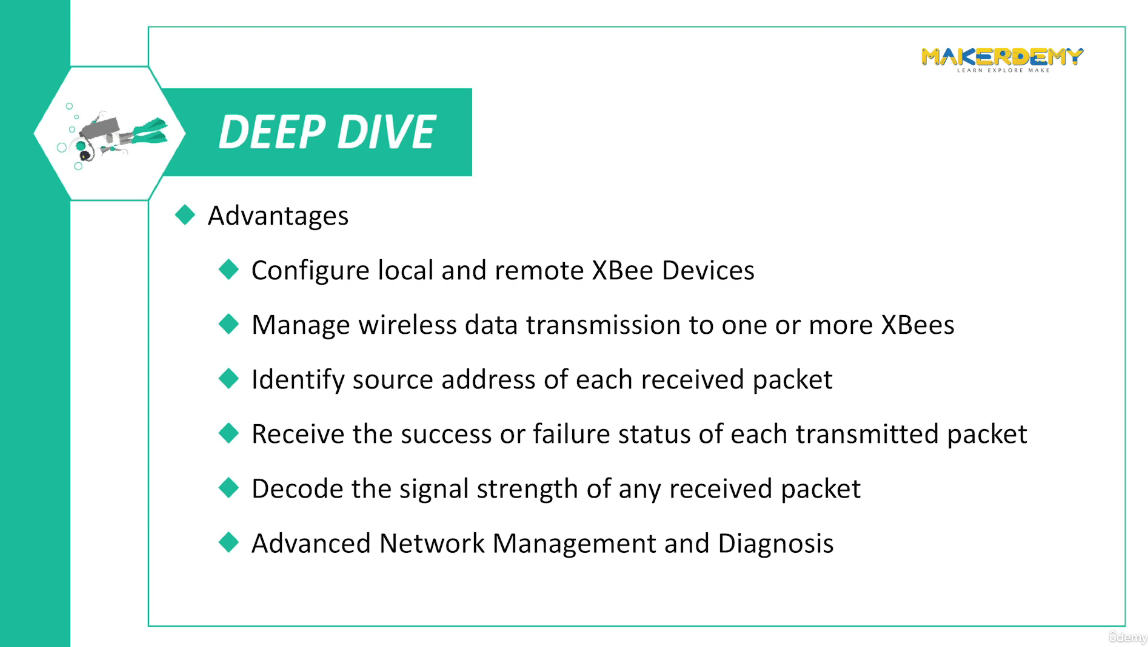 MAKERDEMY
LEARN EXPLORE MAKE
DEEP DIVE
Advantages
Configure local and remote XBee Devices
Manage wireless data transmission to one or more XBees
Identify source address of each received packet
Receive the success or failure status of each transmitted packet
Decode the signal strength of any received packet
Advanced Network Management and Diagnosis
ûdemy